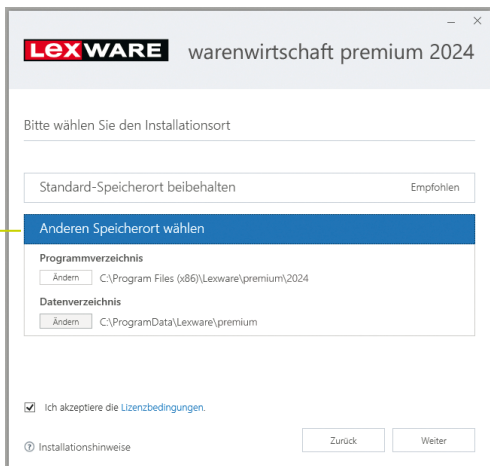 LEXWARE warenwirtschaft premium 2024
Bitte wählen Sie den Installationsort
Standard-Speicherort beibehalten Empfohlen
Anderen Speicherort wählen
Programmverzeichnis
Ändern C:\Program Files (x86)\Lexware\premium\2024
Datenverzeichnis
Ändern C:\ProgramData\Lexware\premium
Ich akzeptiere die Lizenzbedingungen.
? Installationshinweise Zurück Weiter